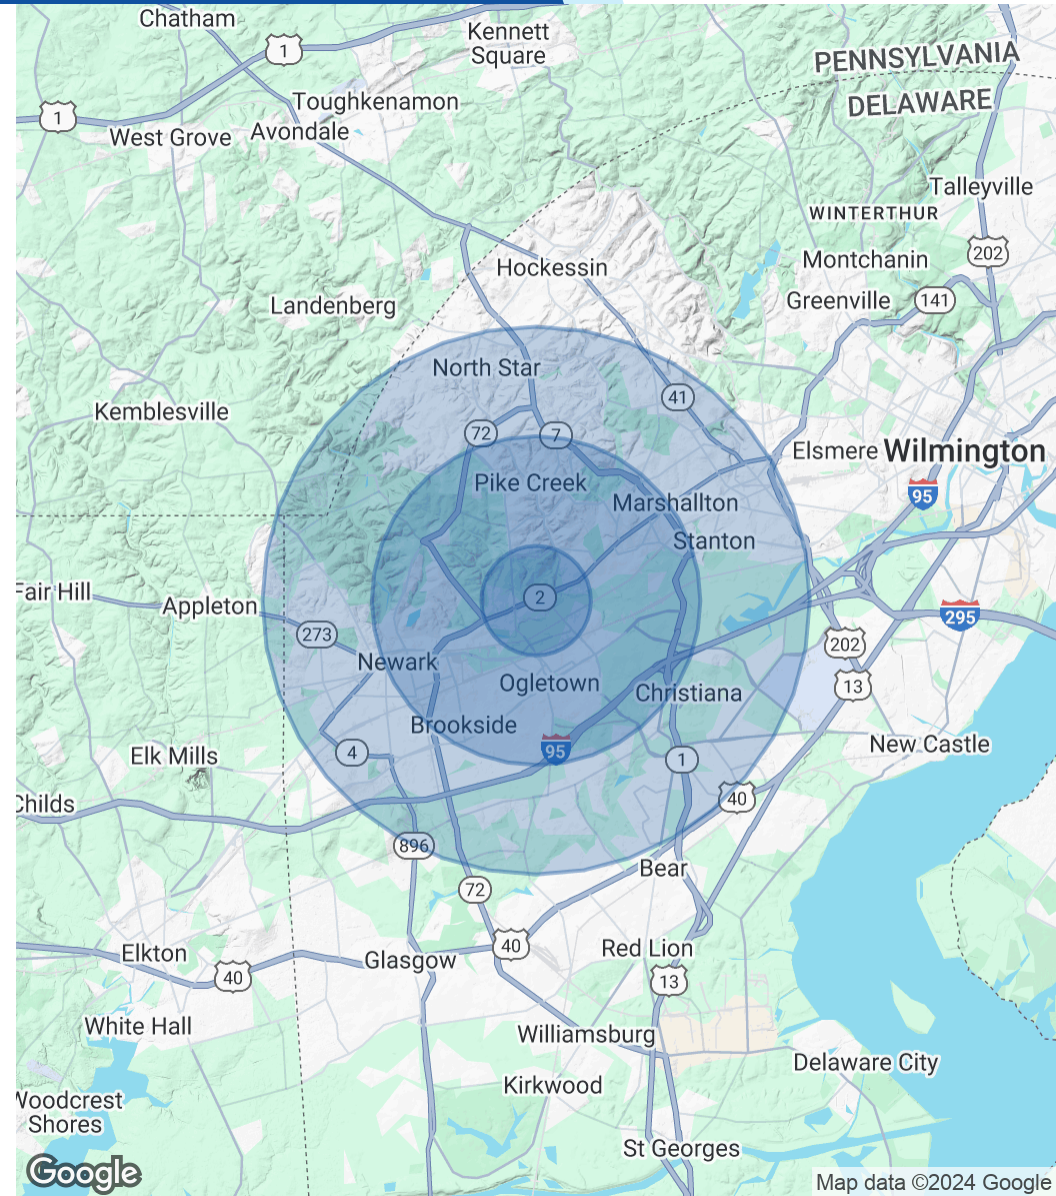 Chatham
Kennett
Square
1
PENNSYLVANIA
DELAWARE
Toughkenamon
1
West Grove
Avondale
Talleyville
WINTERTHUR
202
Hockessin
Montchanin
Landenberg
Greenville
141
North Star
41
Kemblesville
72
7
Elsmere
Wilmington
Pike Creek
95
Marshallton
Stanton
Fair Hill
2
Appleton
295
273
202
Newark
Ogletown
Christiana
13
Brookside
95
4
1
New Castle
Elk Mills
40
Childs
896
Bear
72
40
Red Lion
Elkton
Glasgow
40
13
White Hall
Williamsburg
Delaware City
Kirkwood
Woodcrest
Shores
St Georges
Google
Map data ©2024 Google